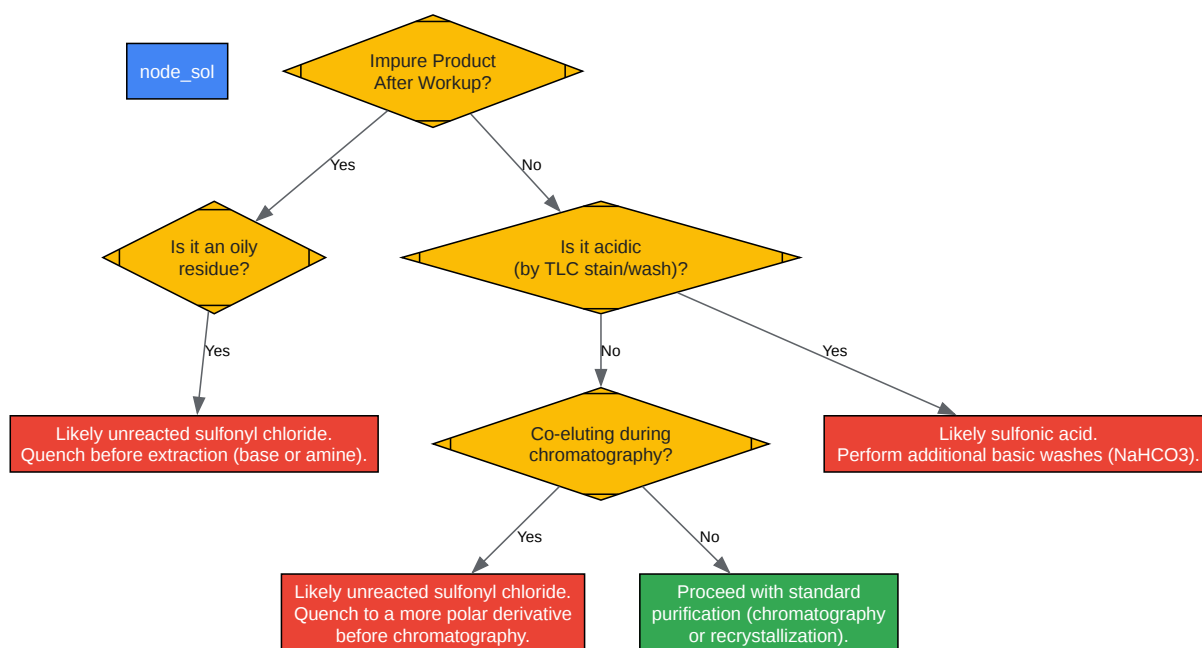 node_sol
Impure Product
After Workup?
Yes
No
Is it an oily
residue?
Is it acidic
(by TLC stain/wash)?
Yes
No
Yes
Likely unreacted sulfonyl chloride.
Quench before extraction (base or amine).
Co-eluting during
chromatography?
Likely sulfonic acid.
Perform additional basic washes (NaHCO3).
Yes
No
Likely unreacted sulfonyl chloride.
Quench to a more polar derivative
before chromatography.
Proceed with standard
purification (chromatography
or recrystallization).